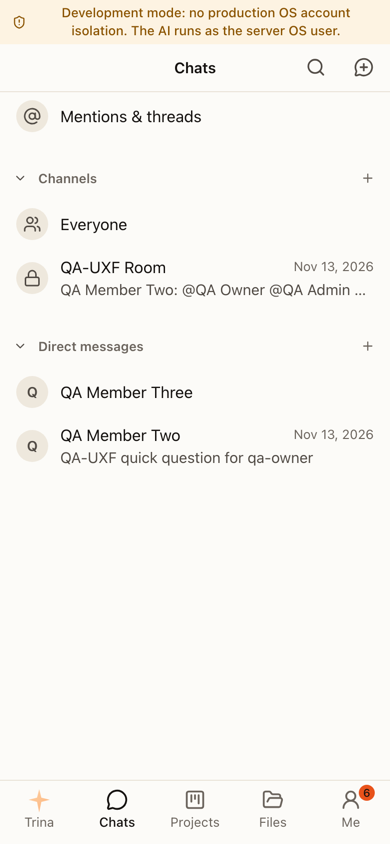 Development mode: no production OS account
isolation. The AI runs as the server OS user.
Chats
@ Mentions & threads
Channels +
Everyone
QA-UXF Room Nov 13, 2026
QA Member Two: @QA Owner @QA Admin ...
Direct messages +
Q QA Member Three
Q QA Member Two Nov 13, 2026
QA-UXF quick question for qa-owner
6
Trina Chats Projects Files Me